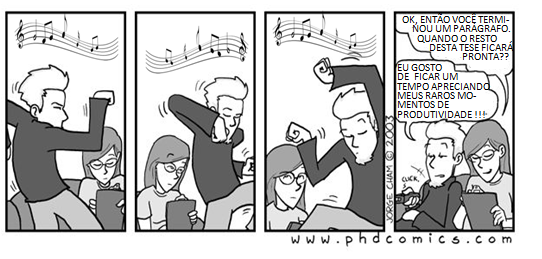 OK, ENTÃO VOCÊ TERMI-
NOU UM PARÁGRAFO.
QUANDO O RESTO
DESTA TESE FICARÁ
PRONTA??
EU GOSTO
DE FICAR UM
TEMPO APRECIANDO
MEUS RAROS MO-
MENTOS DE
PRODUTIVIDADE !!!
CLICK,
JORGE CHAM © 2003
www.phdcomics.com